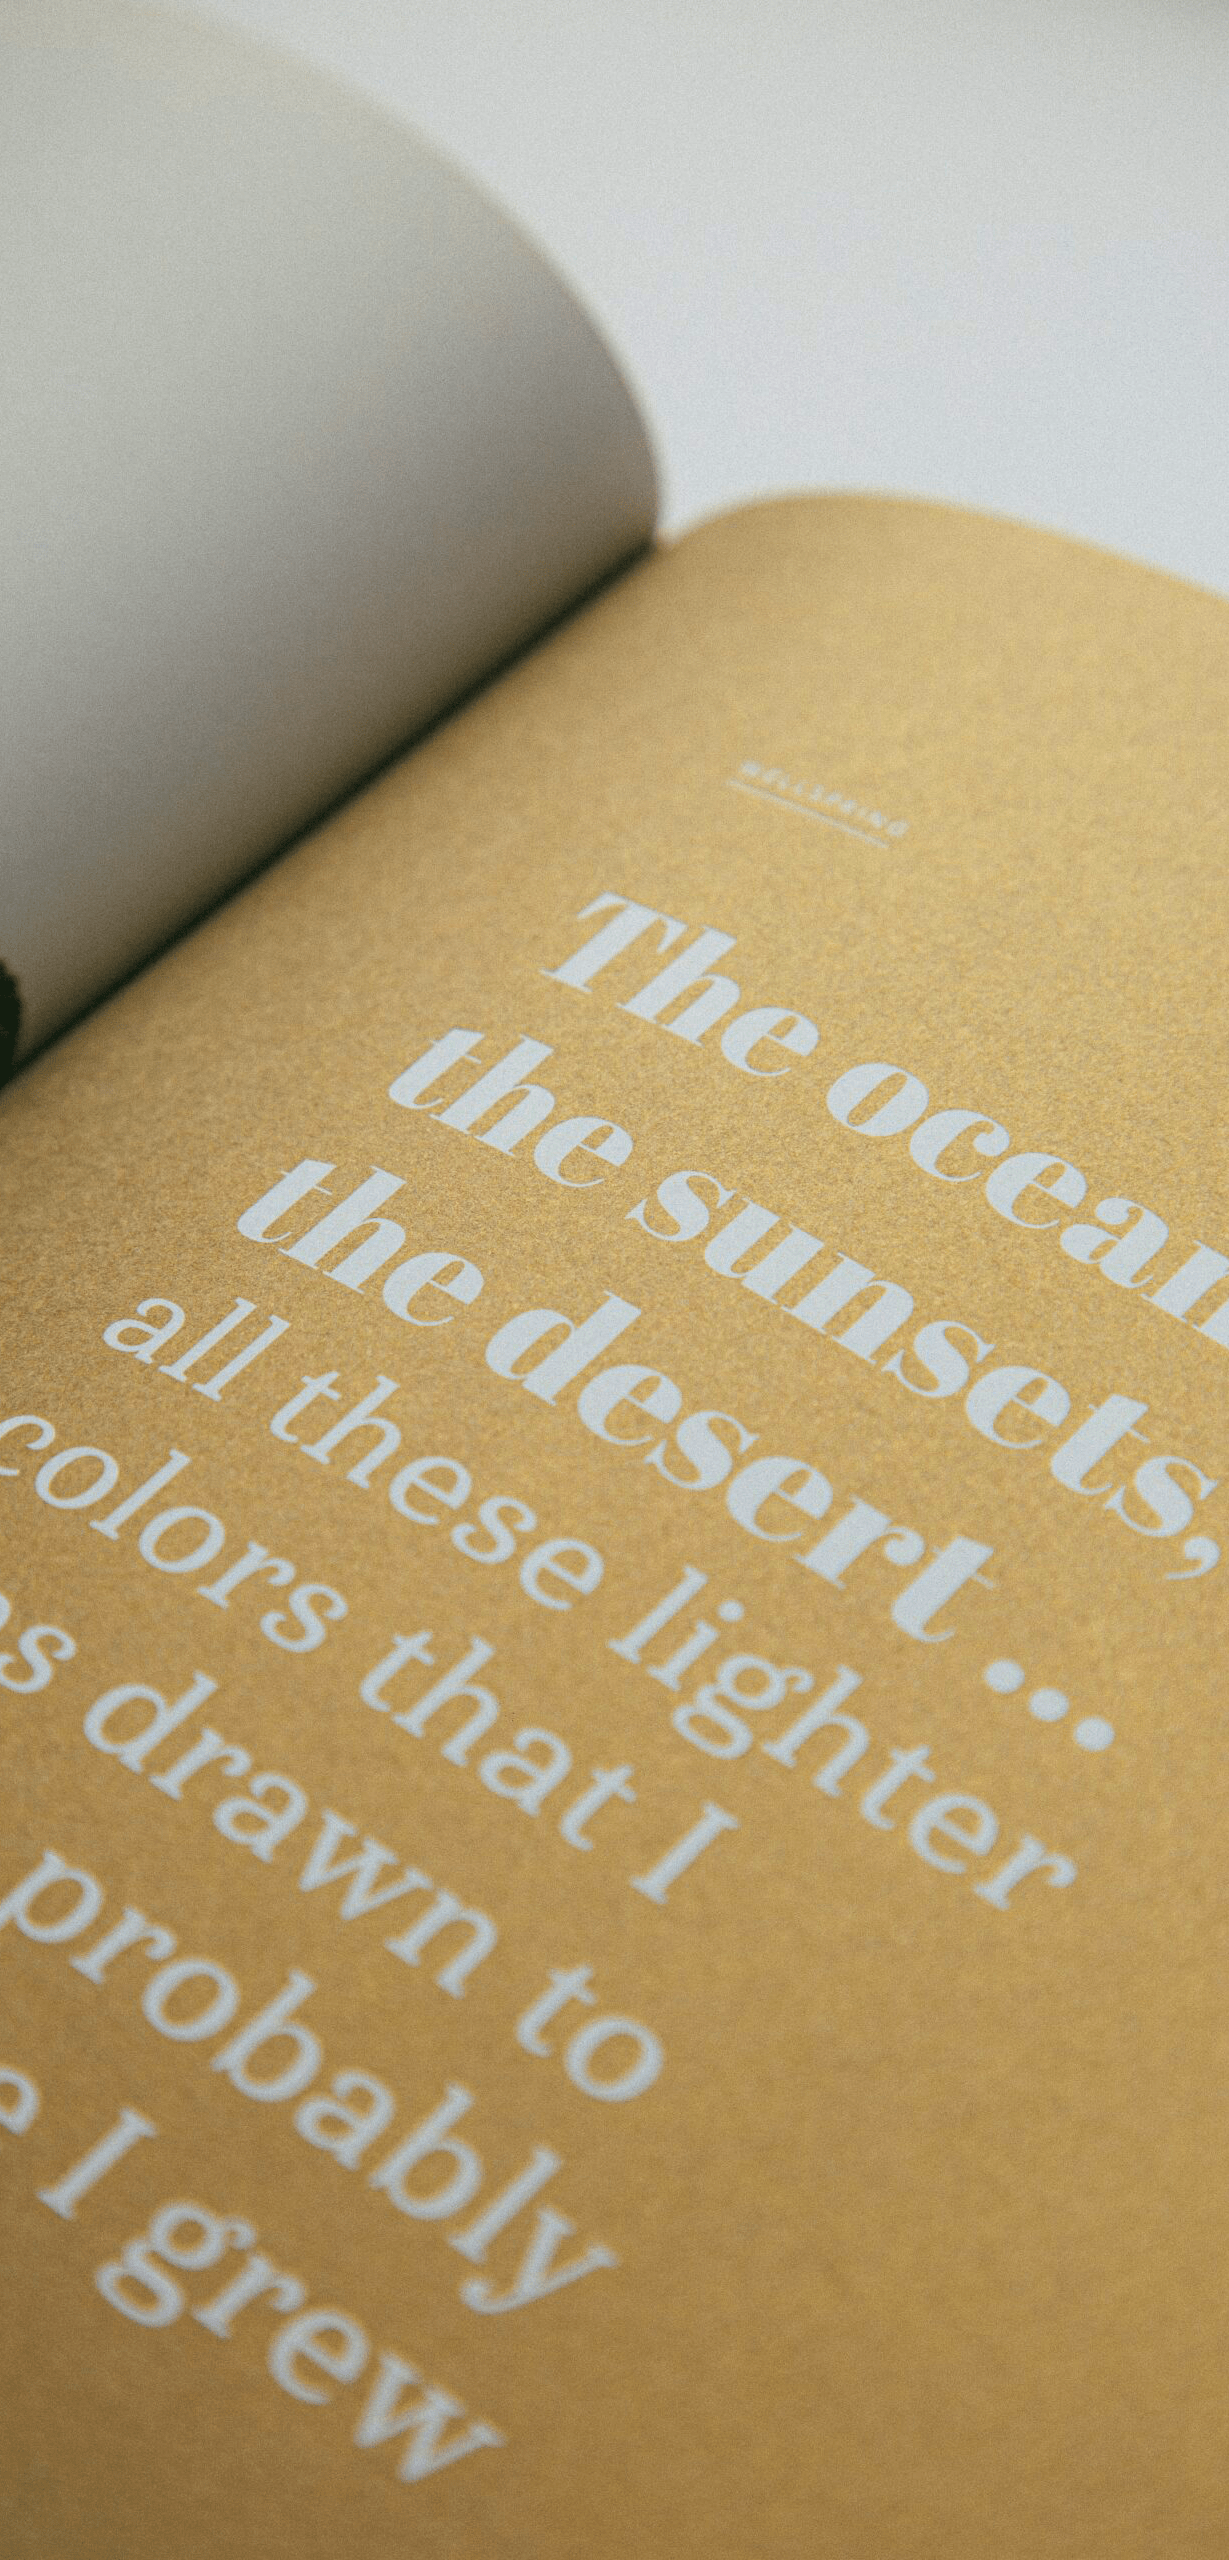 WELLSPRING
The ocean
the sunsets,
the desert ...
all these lighter
colors that I
drawn to
probably
I grew